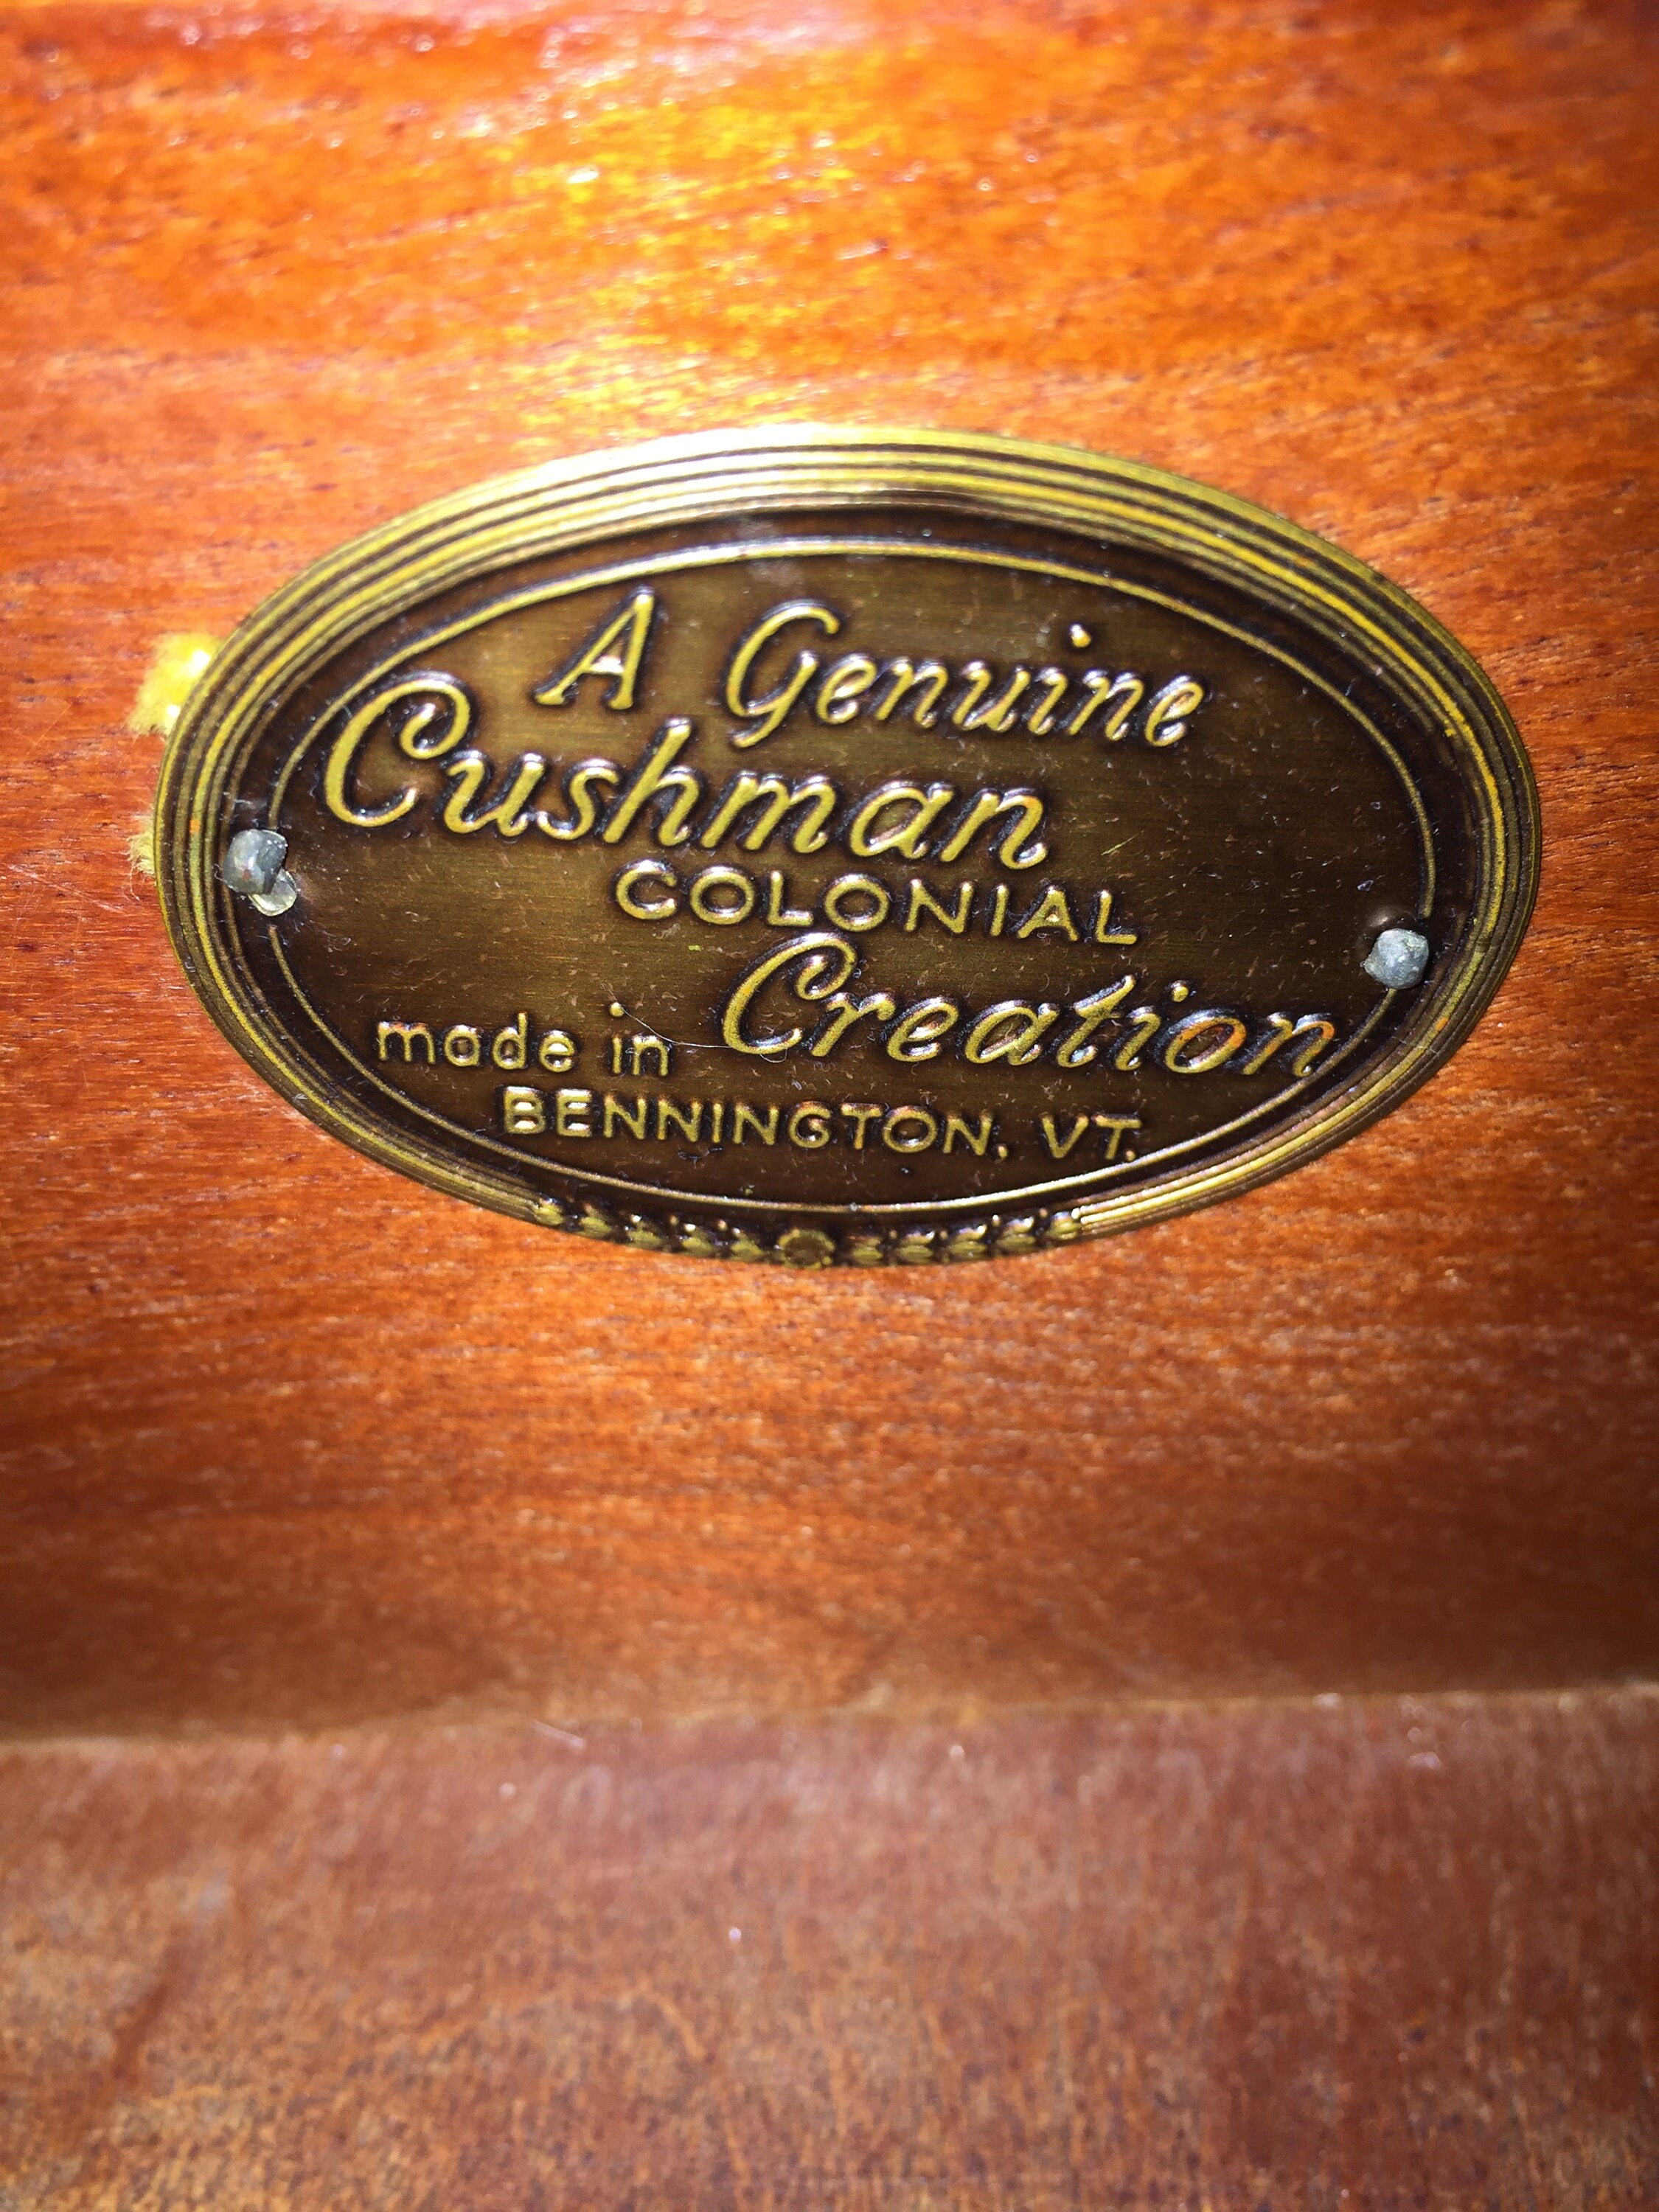 A Genuine
Cushman
COLONIAL
Creation
made in
BENNINGTON, VT.